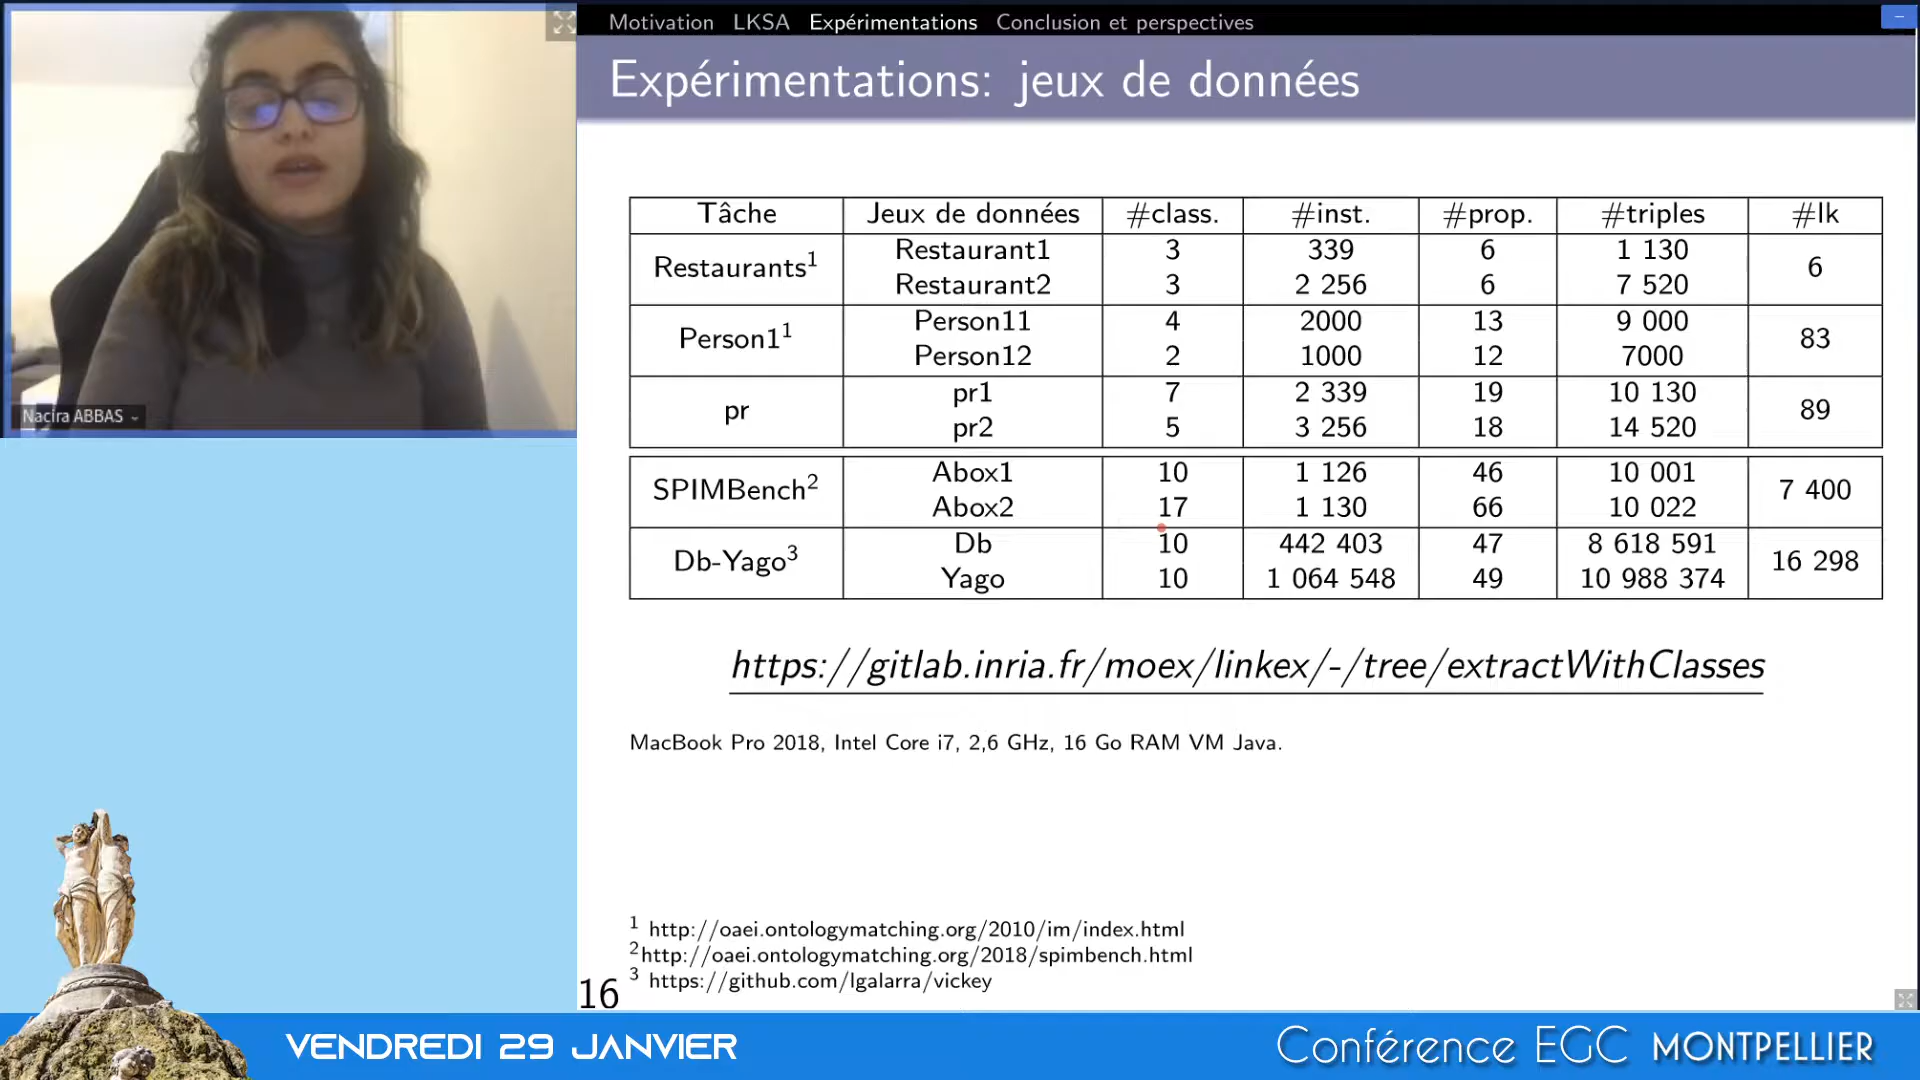 Nacira ABBAS
Motivation LKSA Expérimentations Conclusion et perspectives
Expérimentations: jeux de données
Tâche Jeux de données #class. #inst. #prop. #triples #lk
Restaurants¹ Restaurant1 3 339 6 1 130 6
Restaurant2 3 2 256 6 7 520
Person1¹ Person11 4 2000 13 9 000 83
Person12 2 1000 12 7000
pr pr1 7 2 339 19 10 130 89
pr2 5 3 256 18 14 520
SPIMBench² Abox1 10 1 126 46 10 001 7 400
Abox2 17 1 130 66 10 022
Db-Yago³ Db 10 442 403 47 8 618 591 16 298
Yago 10 1 064 548 49 10 988 374
https://gitlab.inria.fr/moex/linkex/-/tree/extractWithClasses
MacBook Pro 2018, Intel Core i7, 2,6 GHz, 16 Go RAM VM Java.
¹ http://oaei.ontologymatching.org/2010/im/index.html
²http://oaei.ontologymatching.org/2018/spimbench.html
³ https://github.com/lgalarra/vickey
16
VENDREDI 29 JANVIER
Conférence EGC MONTPELLIER